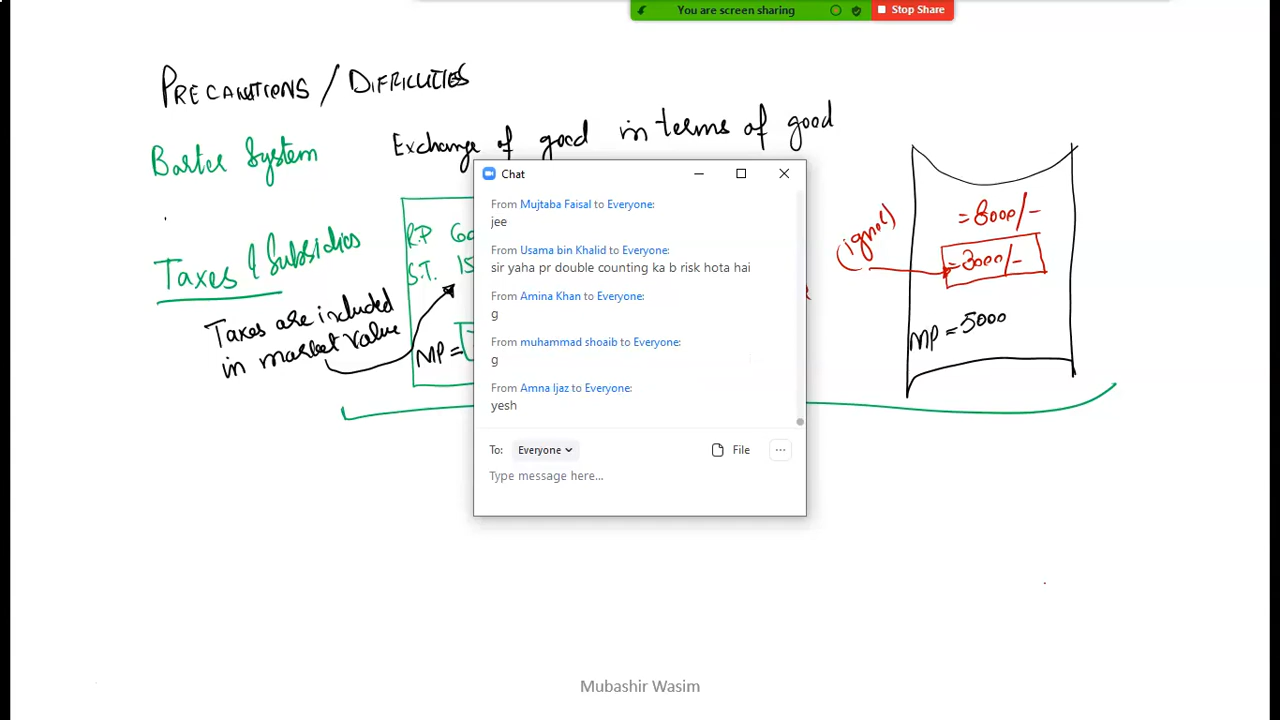 You are screen sharing Stop Share
PRECAUTIONS / DIFFICULTIES
Barter System Exchange of good in terms of good
Chat
From Mujtaba Faisal to Everyone:
jee
From Usama bin Khalid to Everyone:
sir yaha pr double counting ka b risk hota hai
From Amina Khan to Everyone:
g
From muhammad shoaib to Everyone:
g
From Amna Ijaz to Everyone:
yesh
To: Everyone File ...
Type message here...
Taxes & Subsidies
Taxes are included
in market value
R.P
S.T. 15
MP =
= 8000/-
(ignor)
= 3000/-
MP = 5000
Mubashir Wasim